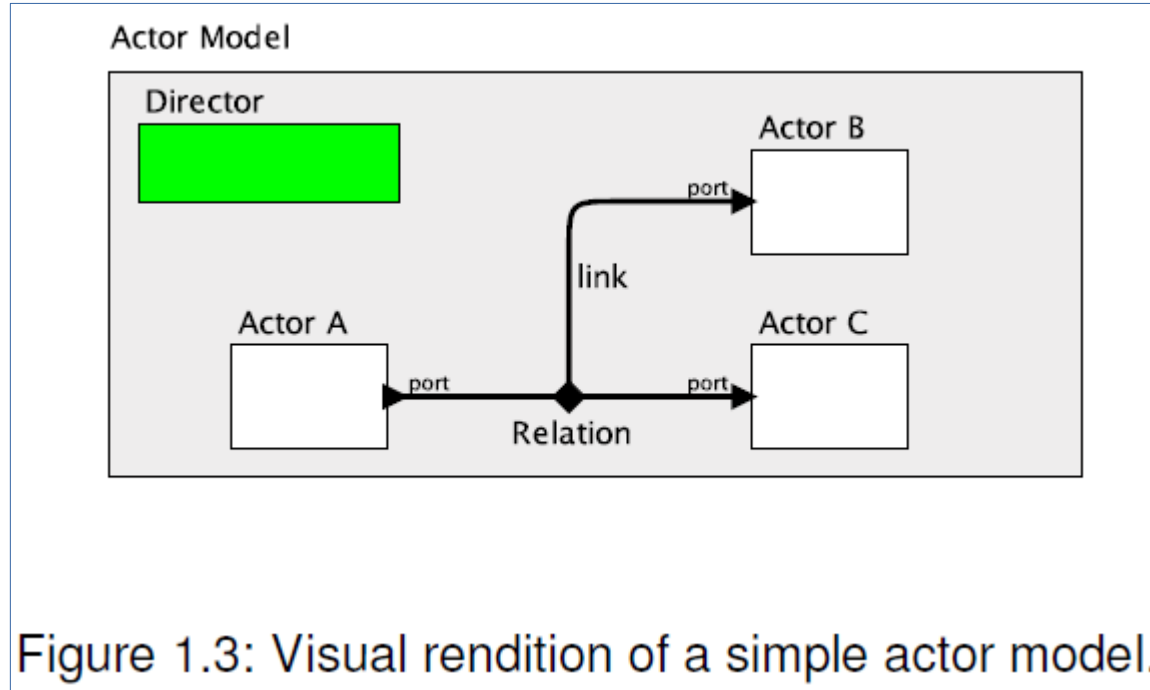 Actor Model
Director
Actor B
port
link
Actor A
Actor C
port
port
Relation
Figure 1.3: Visual rendition of a simple actor model.